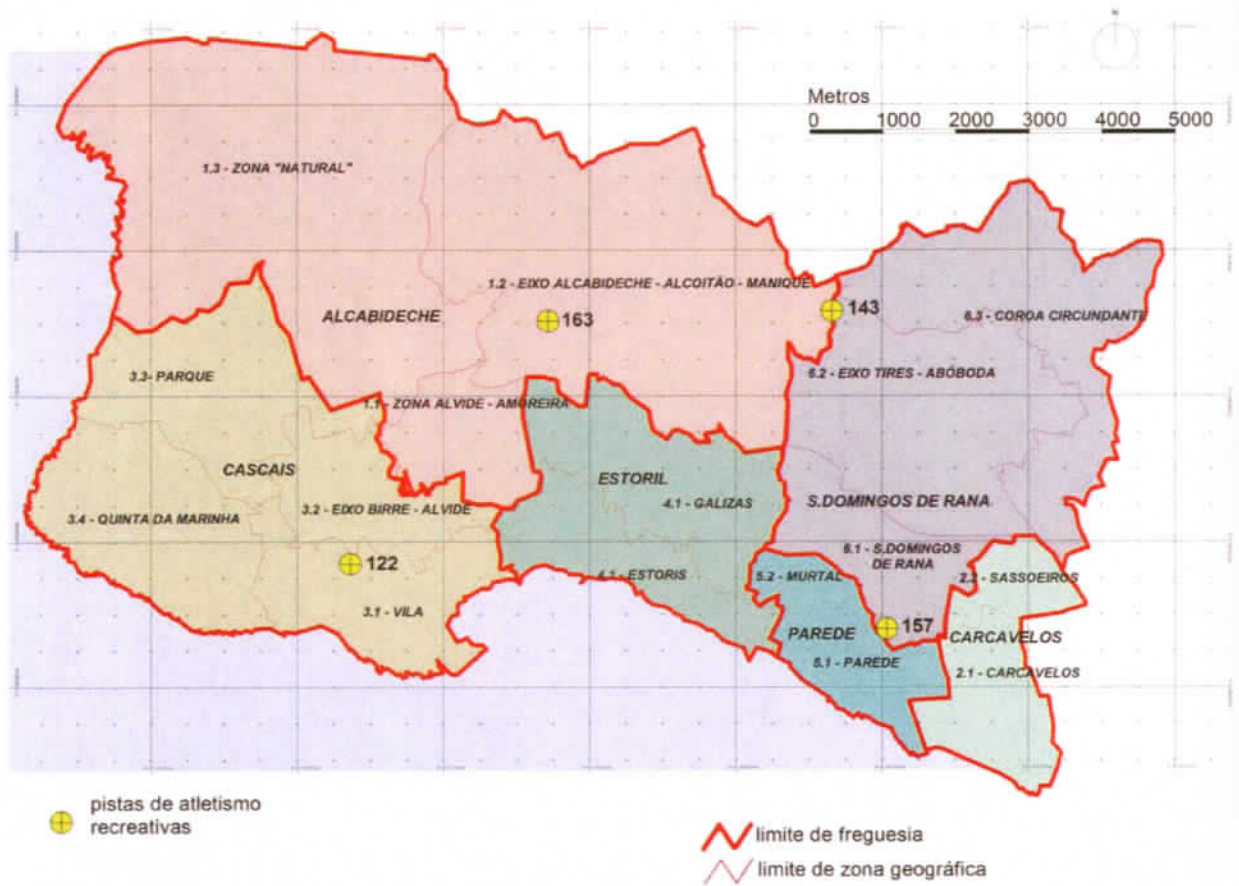 N
Metros
0 1000 2000 3000 4000 5000
1.3 - ZONA "NATURAL"
1.2 - EIXO ALCABIDECHE - ALCOITÃO - MANIQUE
ALCABIDECHE
163
143
6.3 - COROA CIRCUNDANTE
3.3- PARQUE
6.2 - EIXO TIRES - ABÓBODA
1.1 - ZONA ALVIDE - AMOREIRA
CASCAIS
ESTORIL
4.1 - GALIZAS
S.DOMINGOS DE RANA
3.2 - EIXO BIRRE - ALVIDE
3.4 - QUINTA DA MARINHA
6.1 - S.DOMINGOS
DE RANA
122
4.1 - ESTORIS
5.2 - MURTAL
2.2 - SASSOEIROS
3.1 - VILA
157
PAREDE
CARCAVELOS
5.1 - PAREDE
2.1 - CARCAVELOS
pistas de atletismo
recreativas
limite de freguesia
limite de zona geográfica